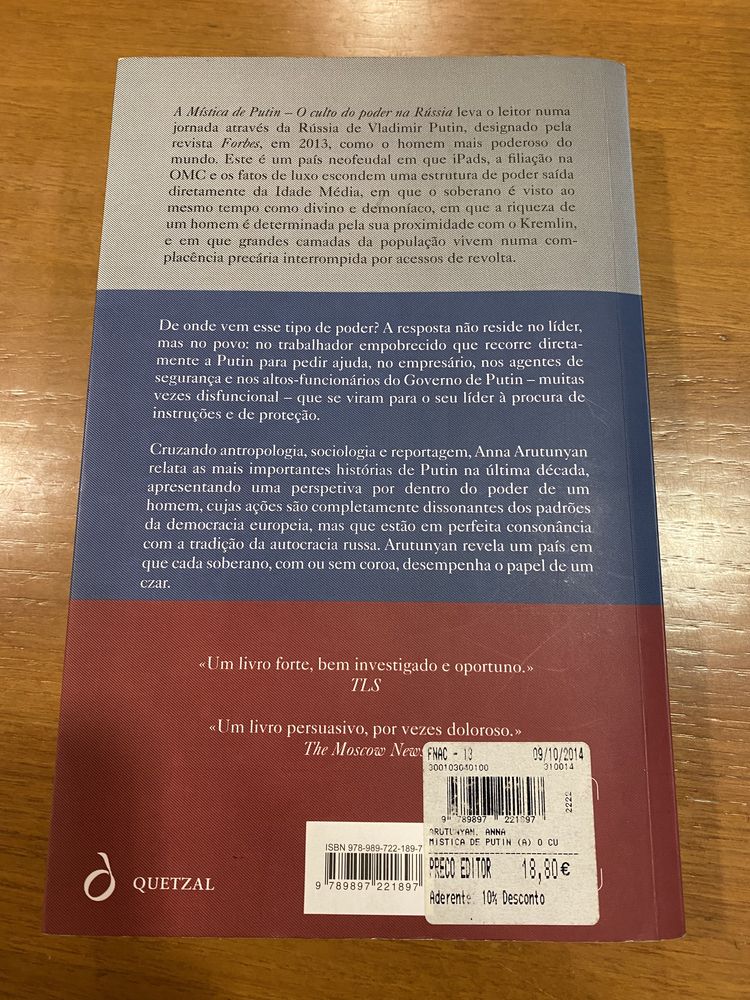 A Mística de Putin – O culto do poder na Rússia leva o leitor numa
jornada através da Rússia de Vladimir Putin, designado pela
revista Forbes, em 2013, como o homem mais poderoso do
mundo. Este é um país neofeudal em que iPads, a filiação na
OMC e os fatos de luxo escondem uma estrutura de poder saída
diretamente da Idade Média, em que o soberano é visto ao
mesmo tempo como divino e demoníaco, em que a riqueza de
um homem é determinada pela sua proximidade com o Kremlin,
e em que grandes camadas da população vivem numa com-
placência precária interrompida por acessos de revolta.
De onde vem esse tipo de poder? A resposta não reside no líder,
mas no povo: no trabalhador empobrecido que recorre direta-
mente a Putin para pedir ajuda, no empresário, nos agentes de
segurança e nos altos-funcionários do Governo de Putin – muitas
vezes disfuncional – que se viram para o seu líder à procura de
instruções e de proteção.
Cruzando antropologia, sociologia e reportagem, Anna Arutunyan
relata as mais importantes histórias de Putin na última década,
apresentando uma perspetiva por dentro do poder de um
homem, cujas ações são completamente dissonantes dos padrões
da democracia europeia, mas que estão em perfeita consonância
com a tradição da autocracia russa. Arutunyan revela um país em
que cada soberano, com ou sem coroa, desempenha o papel de um
czar.
«Um livro forte, bem investigado e oportuno.»
TLS
«Um livro persuasivo, por vezes doloroso.»
The Moscow News
FNAC - 13 09/10/2014
300103040100 310014
2222
9 789897 221897
ARUTUNYAM, ANNA
MISTICA DE PUTIN (A) O CU
PRECO EDITOR 18,80€
Aderente: 10% Desconto
ISBN 978-989-722-189-7
9 789897 221897
QUETZAL